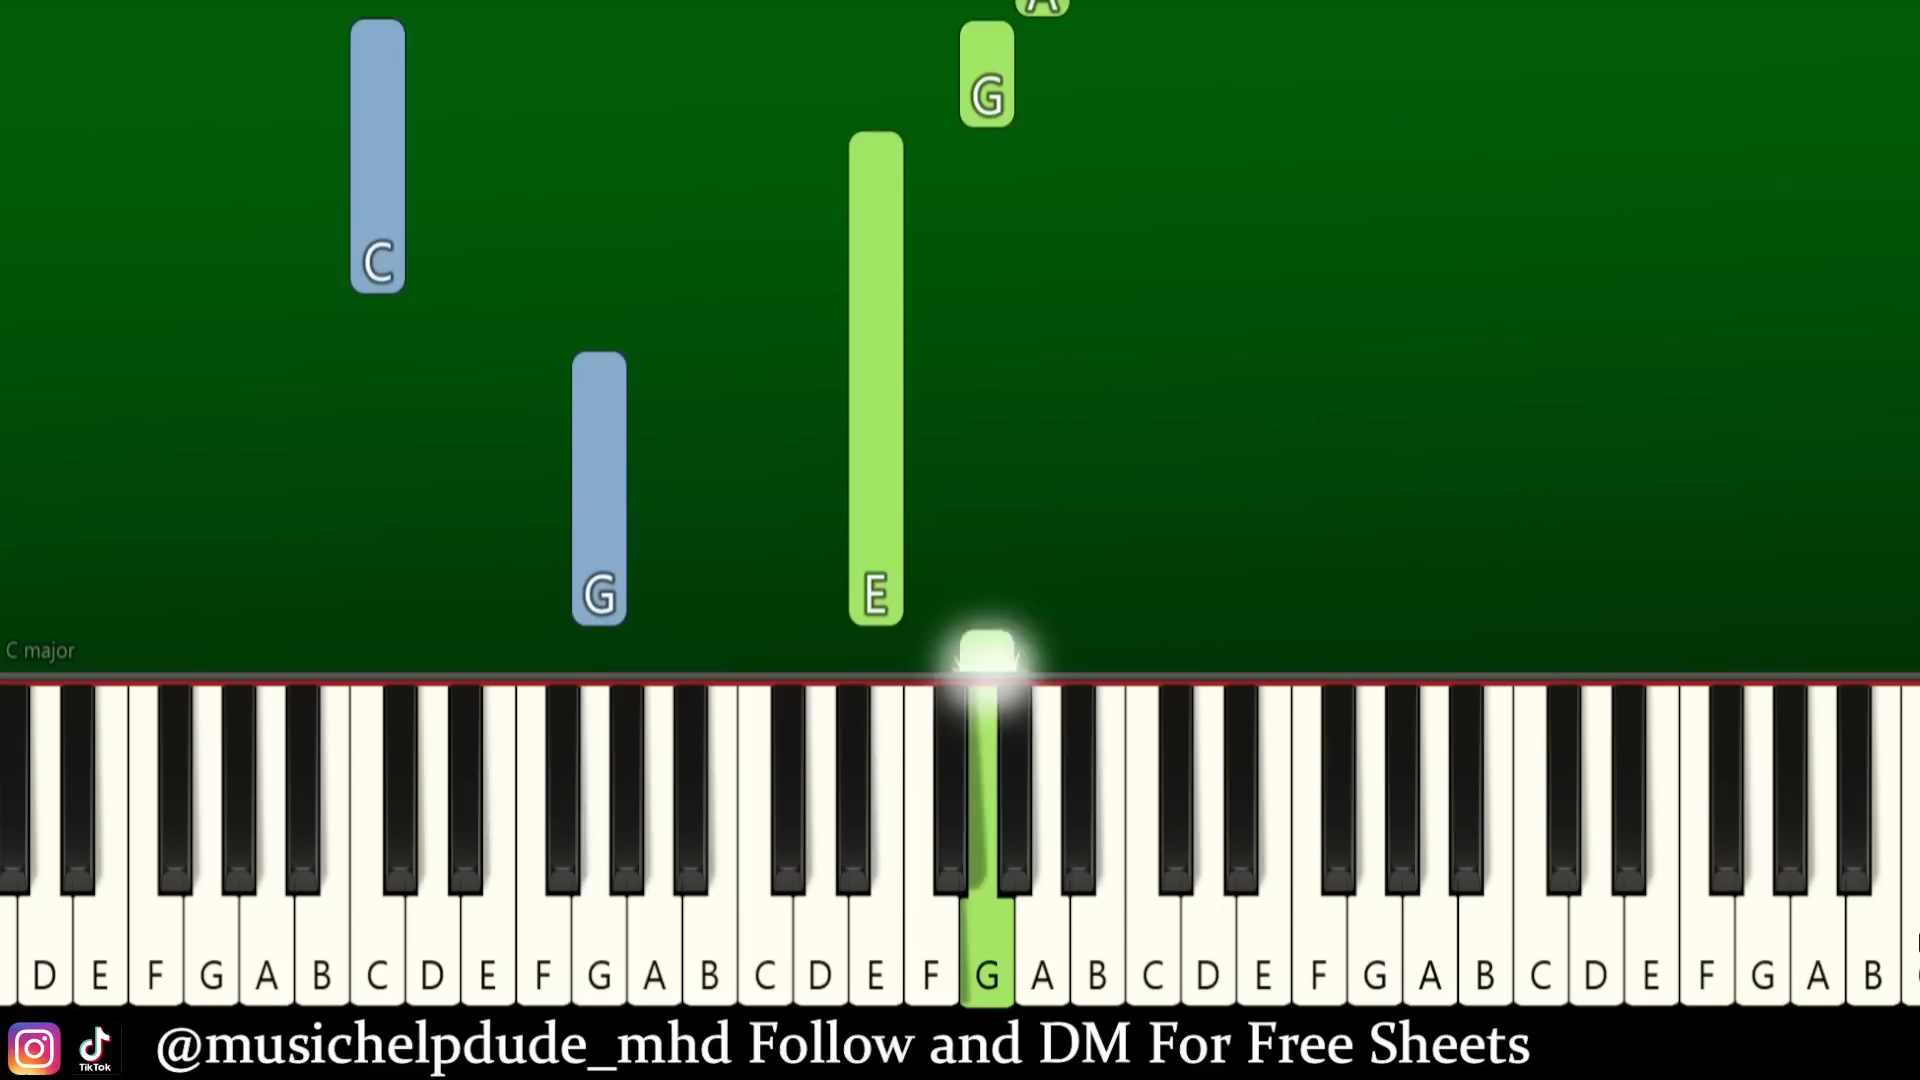 A
G
C
G
E
C major
D E F G A B C D E F G A B C D E F G A B C D E F G A B C D E F G A B
TikTok @musichelpdude_mhd Follow and DM For Free Sheets